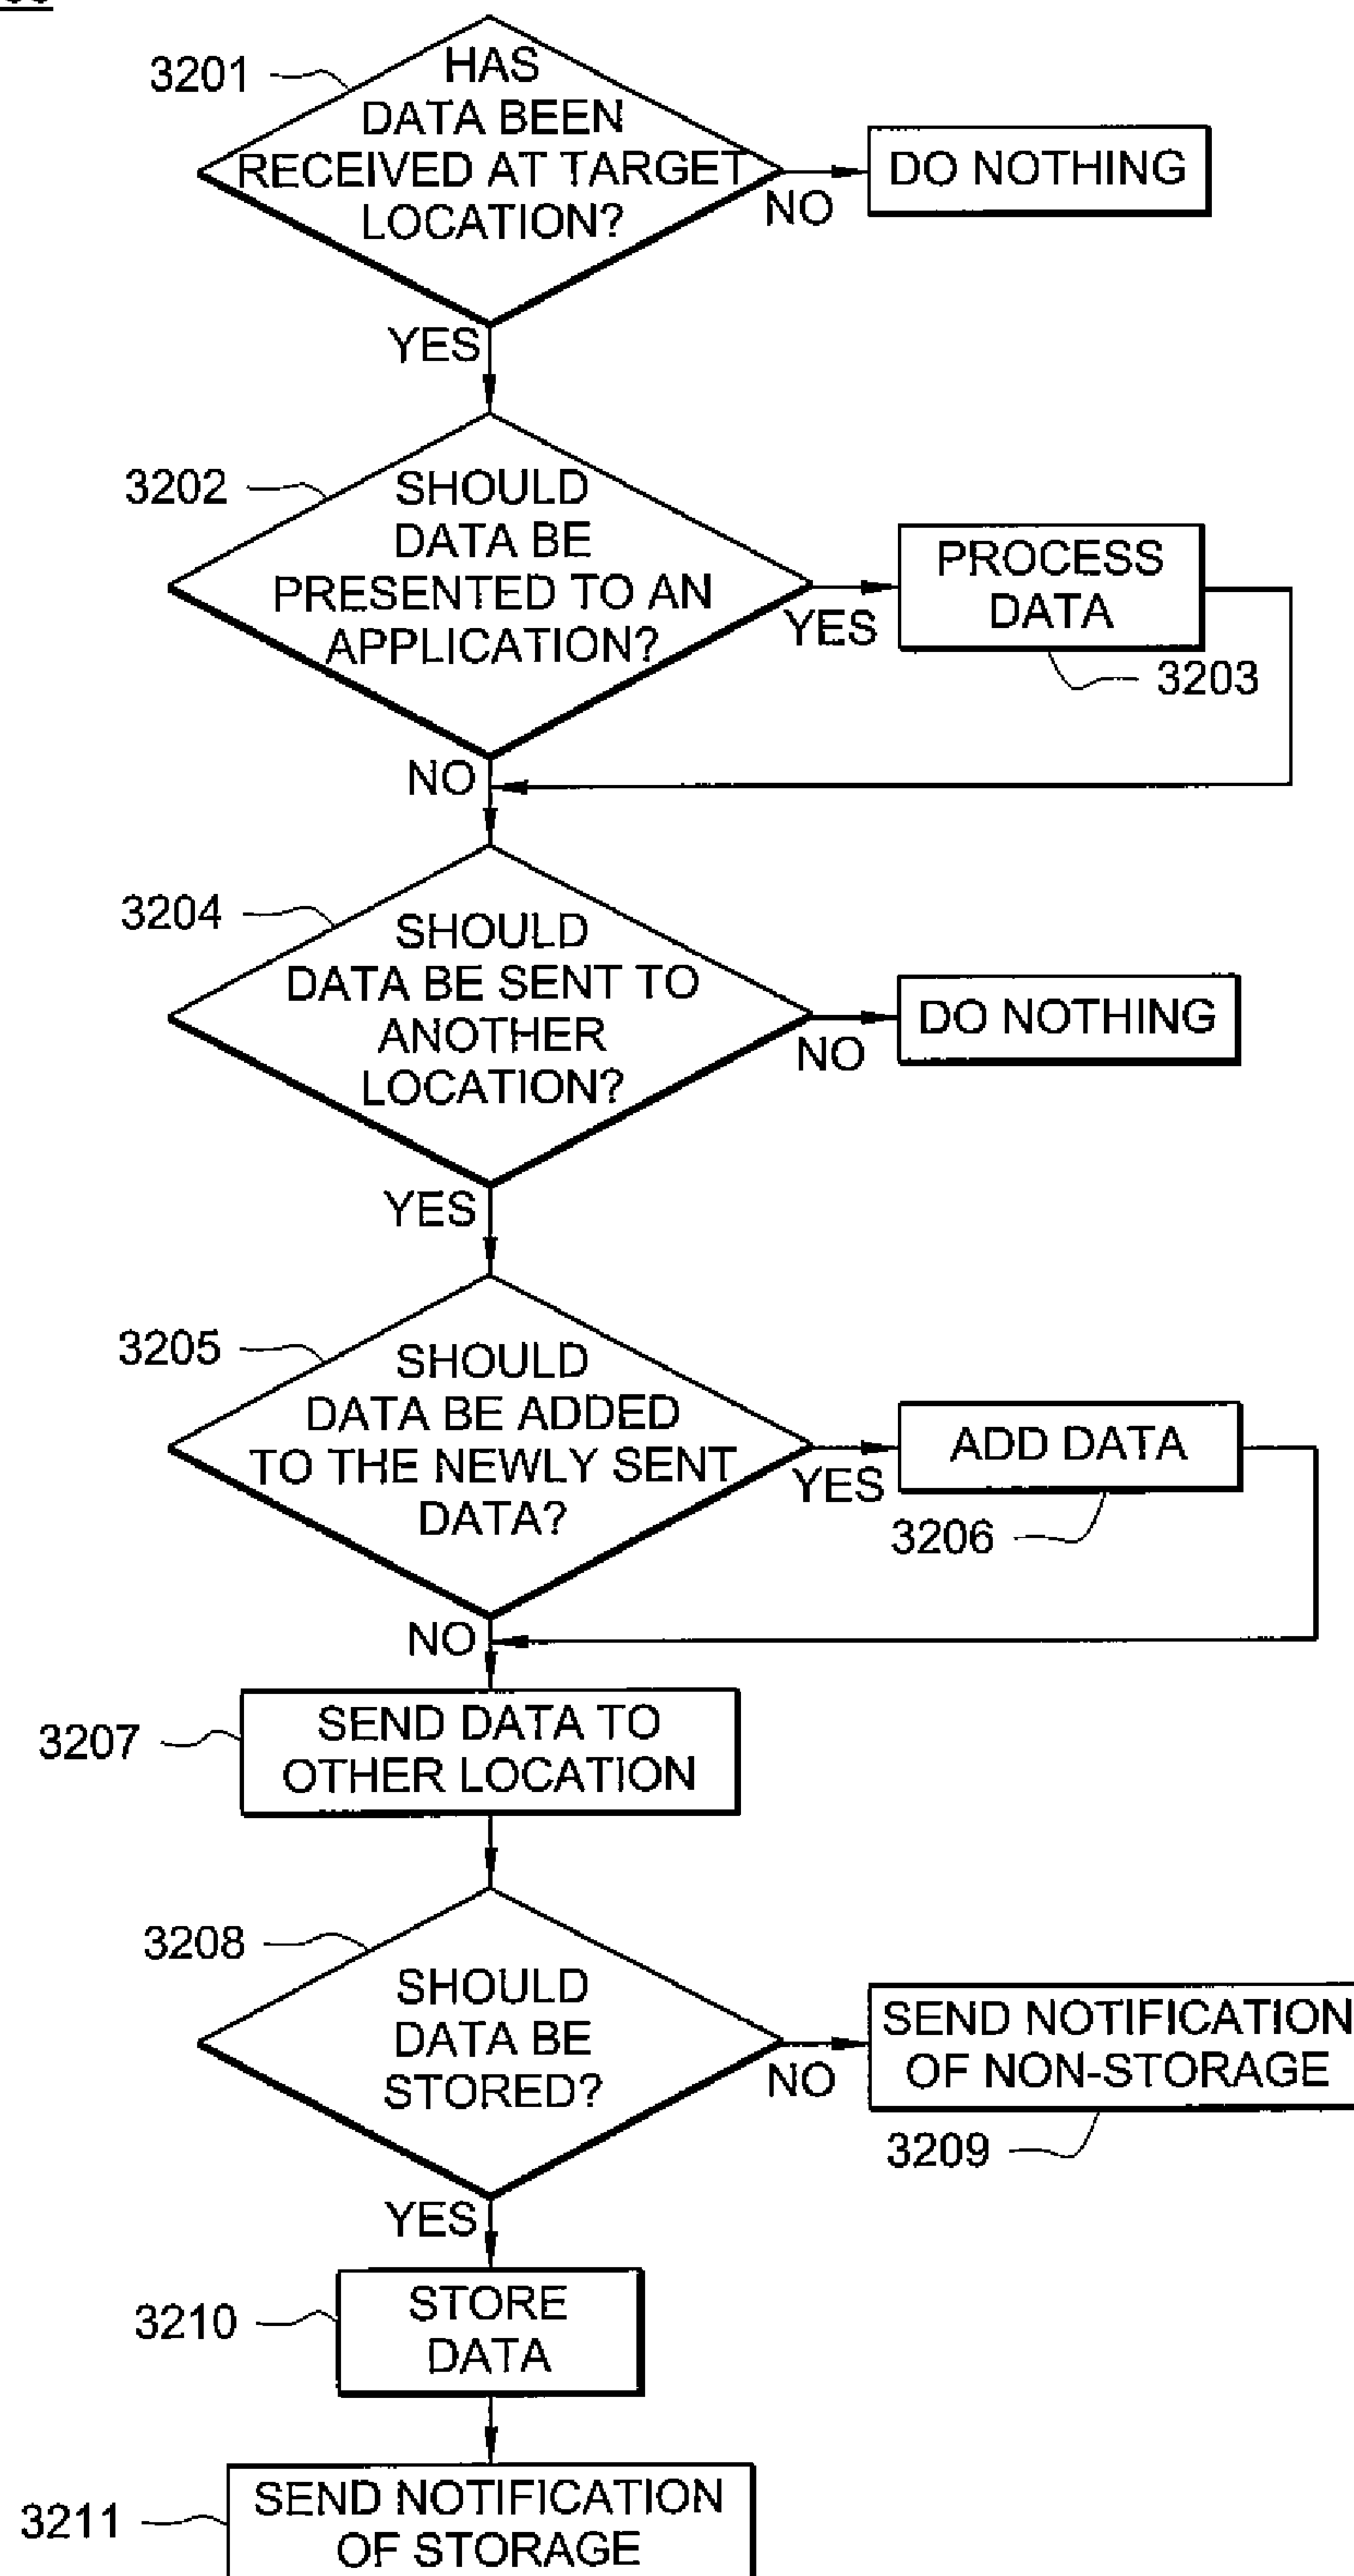 3201
HAS
DATA BEEN
RECEIVED AT TARGET
LOCATION?
NO
DO NOTHING
YES
3202
SHOULD
DATA BE
PRESENTED TO AN
APPLICATION?
YES
PROCESS
DATA
3203
NO
3204
SHOULD
DATA BE SENT TO
ANOTHER
LOCATION?
NO
DO NOTHING
YES
3205
SHOULD
DATA BE ADDED
TO THE NEWLY SENT
DATA?
YES
ADD DATA
3206
NO
3207
SEND DATA TO
OTHER LOCATION
3208
SHOULD
DATA BE
STORED?
NO
SEND NOTIFICATION
OF NON-STORAGE
3209
YES
3210
STORE
DATA
3211
SEND NOTIFICATION
OF STORAGE